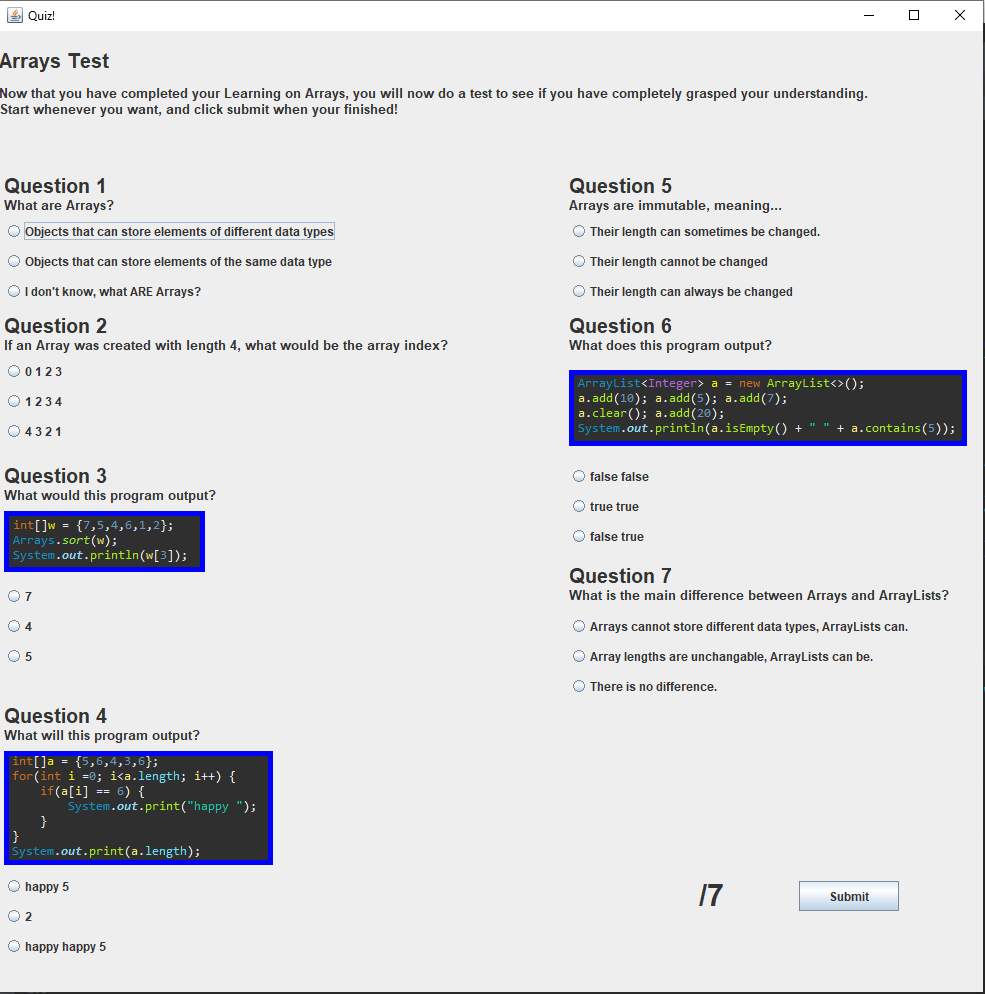 Quiz!
Arrays Test
Now that you have completed your Learning on Arrays, you will now do a test to see if you have completely grasped your understanding.
Start whenever you want, and click submit when your finished!
Question 1
What are Arrays?
Objects that can store elements of different data types
Objects that can store elements of the same data type
I don't know, what ARE Arrays?
Question 2
If an Array was created with length 4, what would be the array index?
0 1 2 3
1 2 3 4
4 3 2 1
Question 3
What would this program output?
int[]w = {7,5,4,6,1,2};
Arrays.sort(w);
System.out.println(w[3]);
7
4
5
Question 4
What will this program output?
int[]a = {5,6,4,3,6};
for(int i =0; i<a.length; i++) {
if(a[i] == 6) {
System.out.print("happy ");
}
}
System.out.print(a.length);
happy 5
2
happy happy 5
Question 5
Arrays are immutable, meaning...
Their length can sometimes be changed.
Their length cannot be changed
Their length can always be changed
Question 6
What does this program output?
ArrayList<Integer> a = new ArrayList<>();
a.add(10); a.add(5); a.add(7);
a.clear(); a.add(20);
System.out.println(a.isEmpty() + " " + a.contains(5));
false false
true true
false true
Question 7
What is the main difference between Arrays and ArrayLists?
Arrays cannot store different data types, ArrayLists can.
Array lengths are unchangable, ArrayLists can be.
There is no difference.
/7
Submit